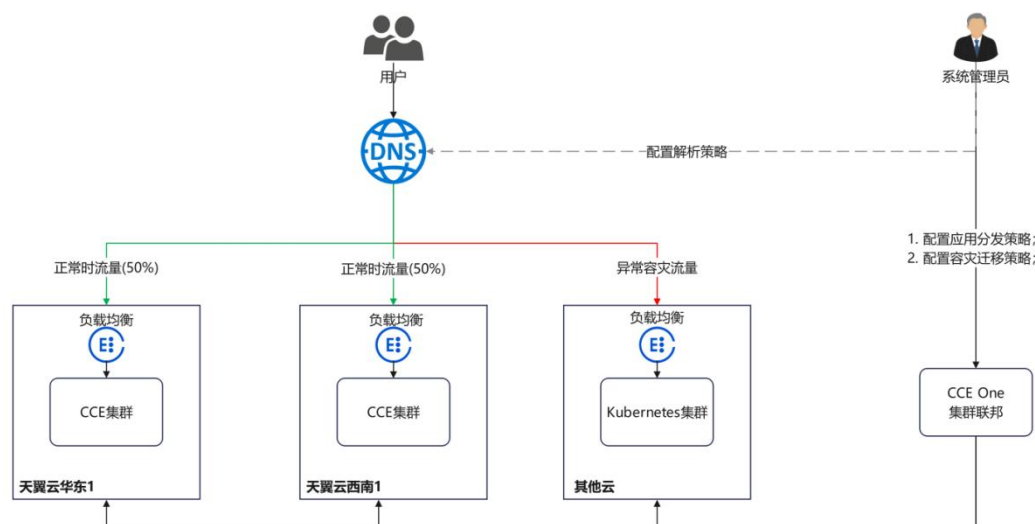 用户
系统管理员
DNS
配置解析策略
1. 配置应用分发策略;
2. 配置容灾迁移策略;
正常时流量(50%)
正常时流量(50%)
异常容灾流量
负载均衡
负载均衡
负载均衡
E
E
E
CCE集群
CCE集群
Kubernetes集群
CCE One
集群联邦
天翼云华东1
天翼云西南1
其他云